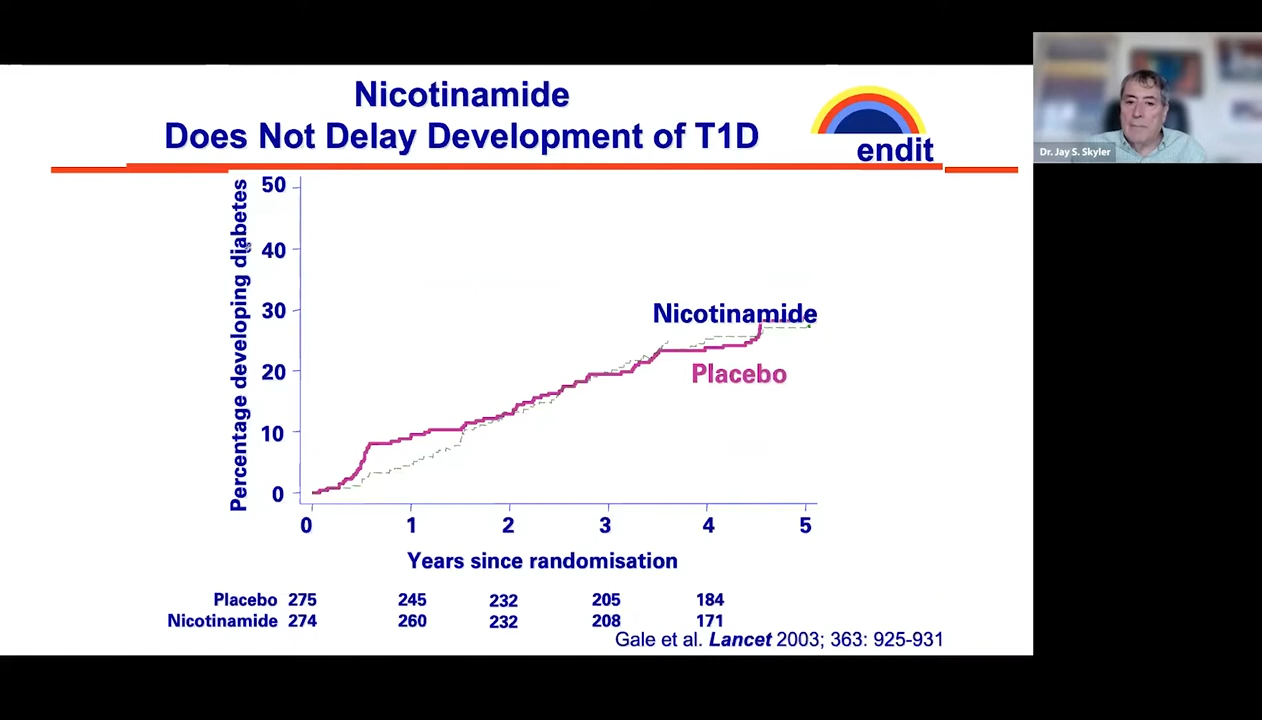 Nicotinamide
Does Not Delay Development of T1D
endit
Dr. Jay S. Skyler
Percentage developing diabetes
50
40
30
20
10
0
Nicotinamide
Placebo
0 1 2 3 4 5
Years since randomisation
Placebo 275 245 232 205 184
Nicotinamide 274 260 232 208 171
Gale et al. Lancet 2003; 363: 925-931